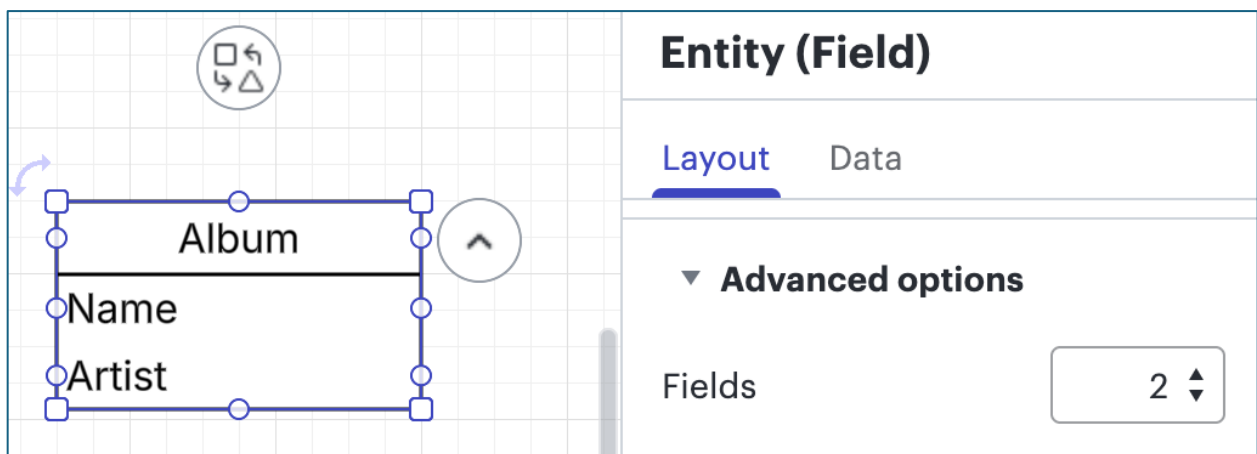 Album
Name
Artist
Entity (Field)
Layout Data
Advanced options
Fields 2